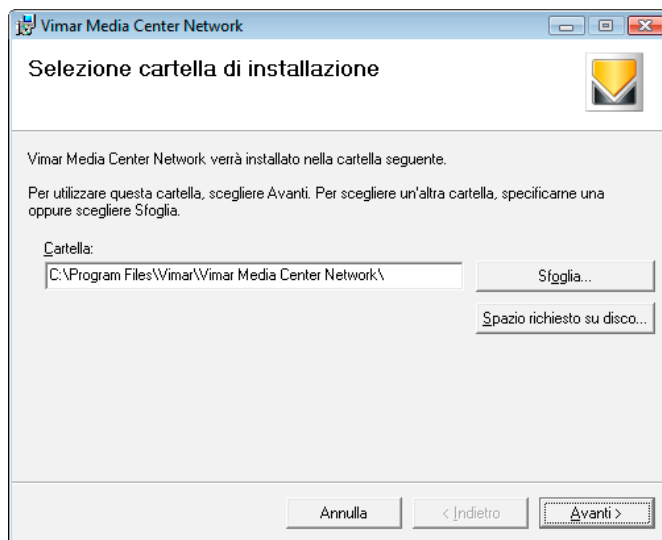 Vimar Media Center Network
Selezione cartella di installazione
Vimar Media Center Network verrà installato nella cartella seguente.
Per utilizzare questa cartella, scegliere Avanti. Per scegliere un'altra cartella, specificarne una
oppure scegliere Sfoglia.
Cartella:
C:\Program Files\Vimar\Vimar Media Center Network\
Sfoglia...
Spazio richiesto su disco...
Annulla
< Indietro
Avanti >